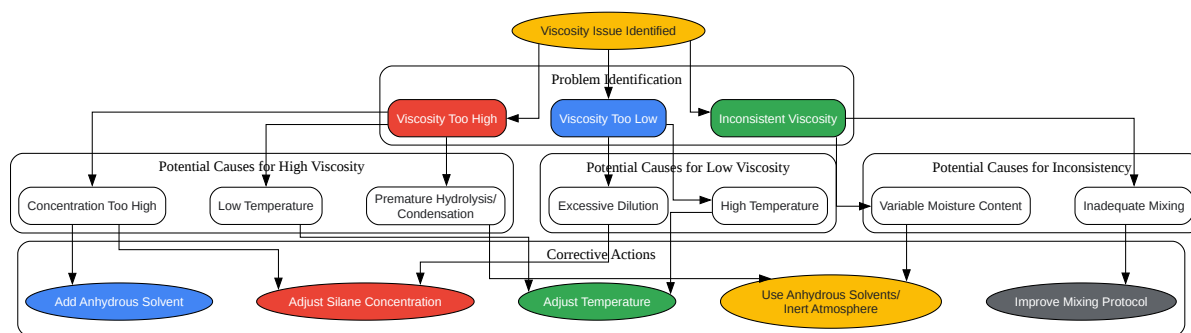 Viscosity Issue Identified
Problem Identification
Viscosity Too High
Viscosity Too Low
Inconsistent Viscosity
Potential Causes for High Viscosity
Potential Causes for Low Viscosity
Potential Causes for Inconsistency
Concentration Too High
Low Temperature
Premature Hydrolysis/
Condensation
Excessive Dilution
High Temperature
Variable Moisture Content
Inadequate Mixing
Corrective Actions
Add Anhydrous Solvent
Adjust Silane Concentration
Adjust Temperature
Use Anhydrous Solvents/
Inert Atmosphere
Improve Mixing Protocol